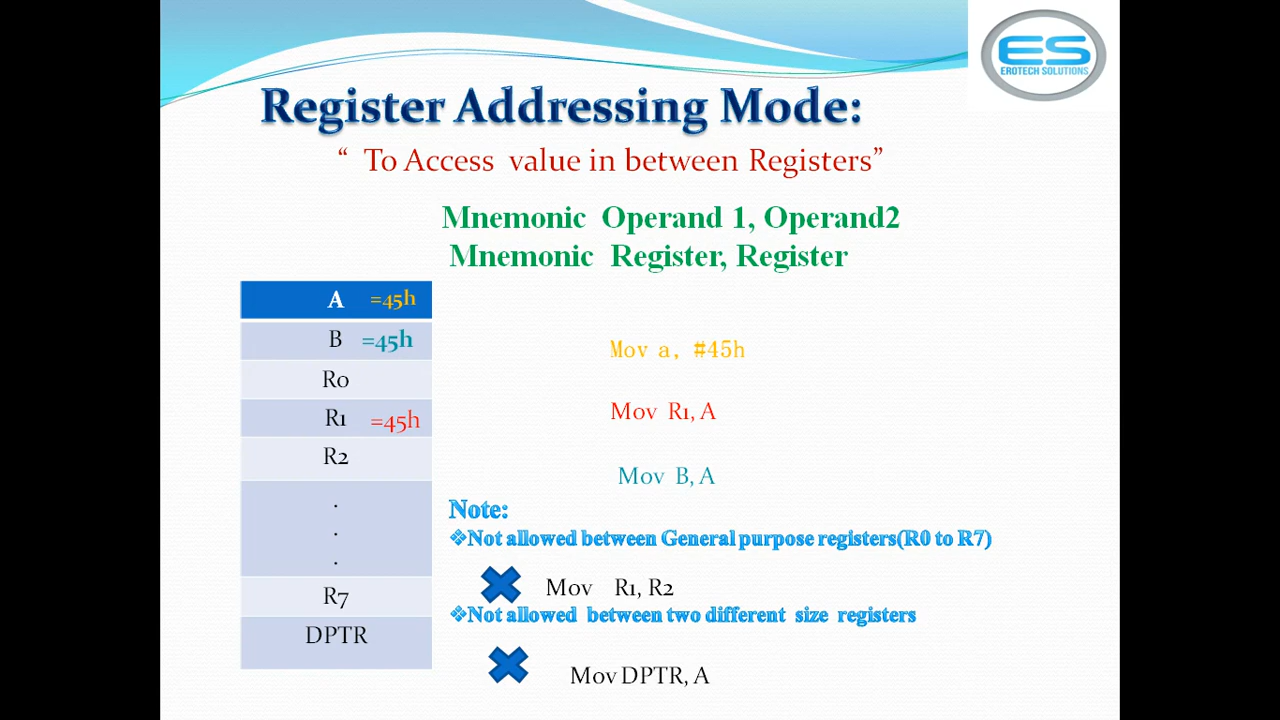 ES
EROTECH SOLUTIONS
Register Addressing Mode:
“ To Access value in between Registers”
Mnemonic Operand 1, Operand2
Mnemonic Register, Register
A =45h
B =45h
R0
R1 =45h
R2
.
.
.
R7
DPTR
Mov a, #45h
Mov R1, A
Mov B, A
Note:
❖Not allowed between General purpose registers(R0 to R7)
Mov R1, R2
❖Not allowed between two different size registers
Mov DPTR, A